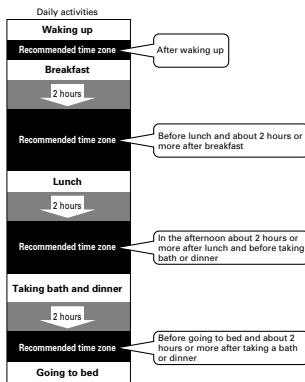 Daily activities
Waking up
Recommended time zone
After waking up
Breakfast
2 hours
Recommended time zone
Before lunch and about 2 hours or
more after breakfast
Lunch
2 hours
Recommended time zone
In the afternoon about 2 hours or
more after lunch and before taking
bath or dinner
Taking bath and dinner
2 hours
Recommended time zone
Before going to bed and about 2
hours or more after taking a bath
or dinner
Going to bed